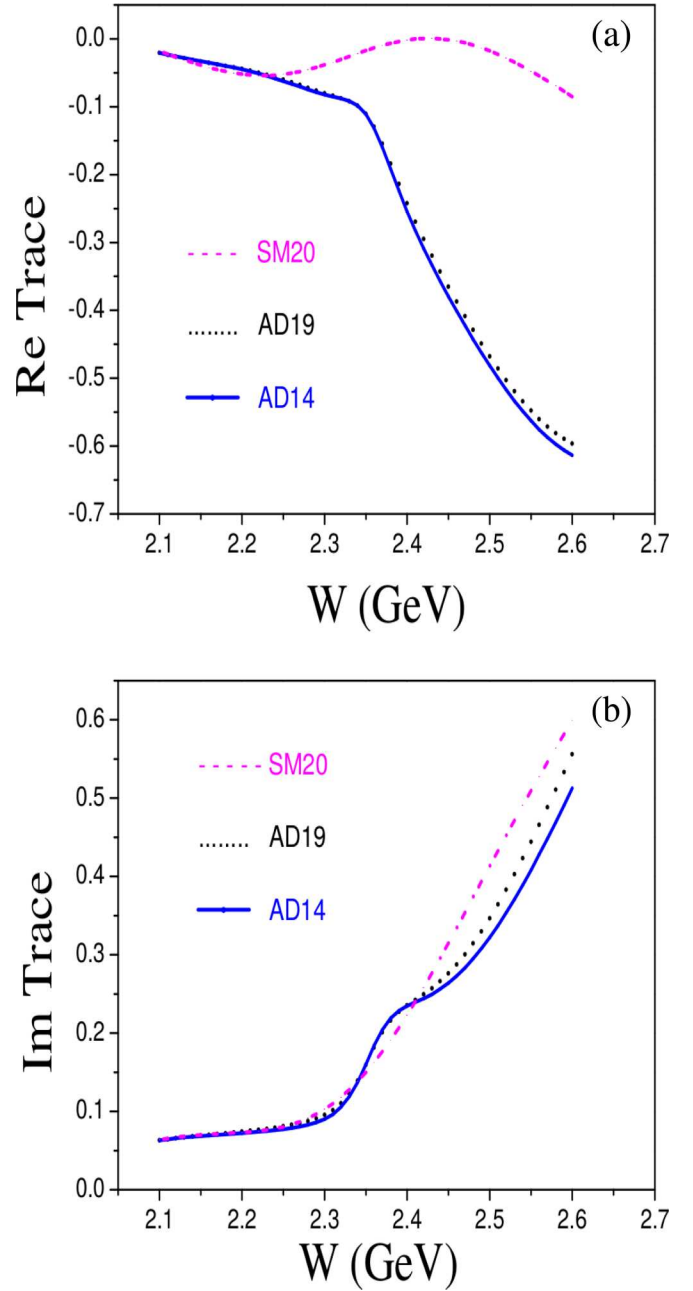 (a)
0.0
-0.1
-0.2
-0.3
-0.4
-0.5
-0.6
-0.7
Re Trace
SM20
AD19
AD14
2.1 2.2 2.3 2.4 2.5 2.6 2.7
W (GeV)
(b)
0.6
0.5
0.4
0.3
0.2
0.1
0.0
Im Trace
SM20
AD19
AD14
2.1 2.2 2.3 2.4 2.5 2.6 2.7
W (GeV)